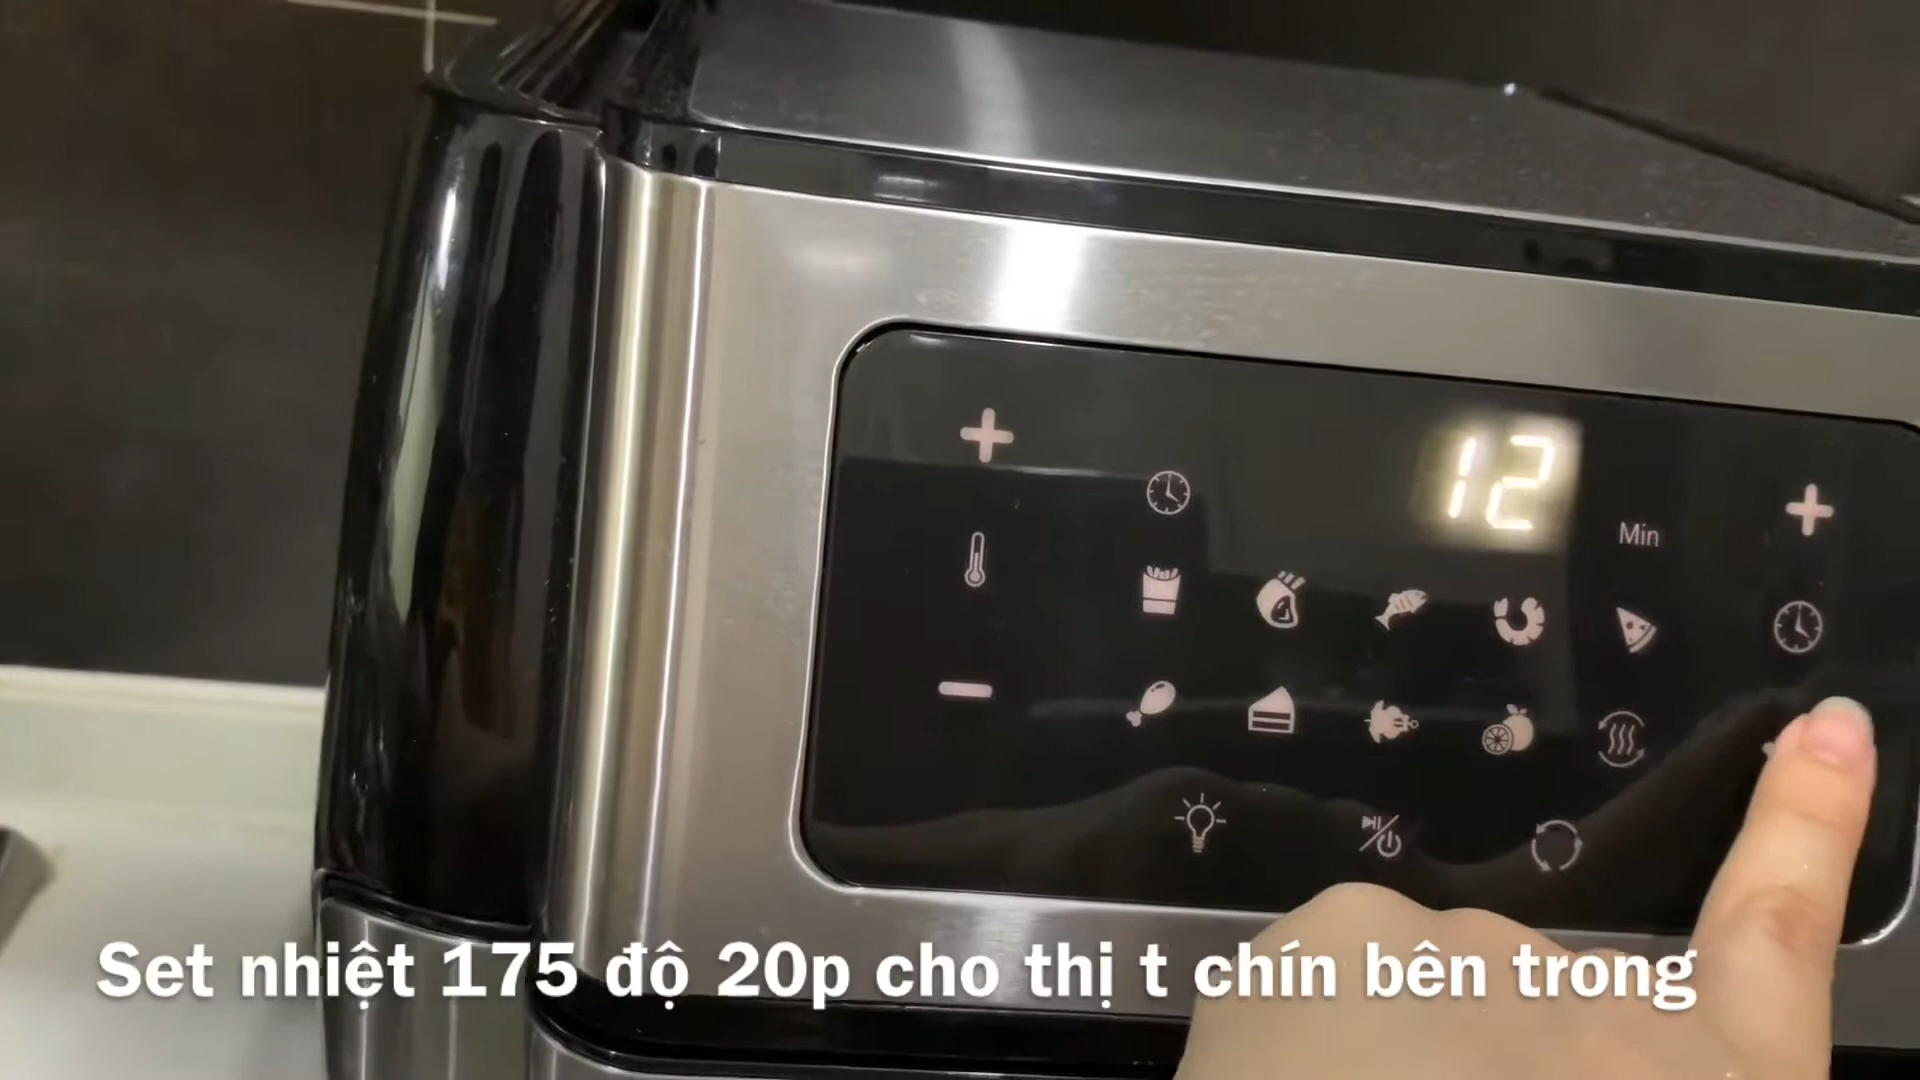 12
Min
Set nhiệt 175 độ 20p cho thị t chín bên trong